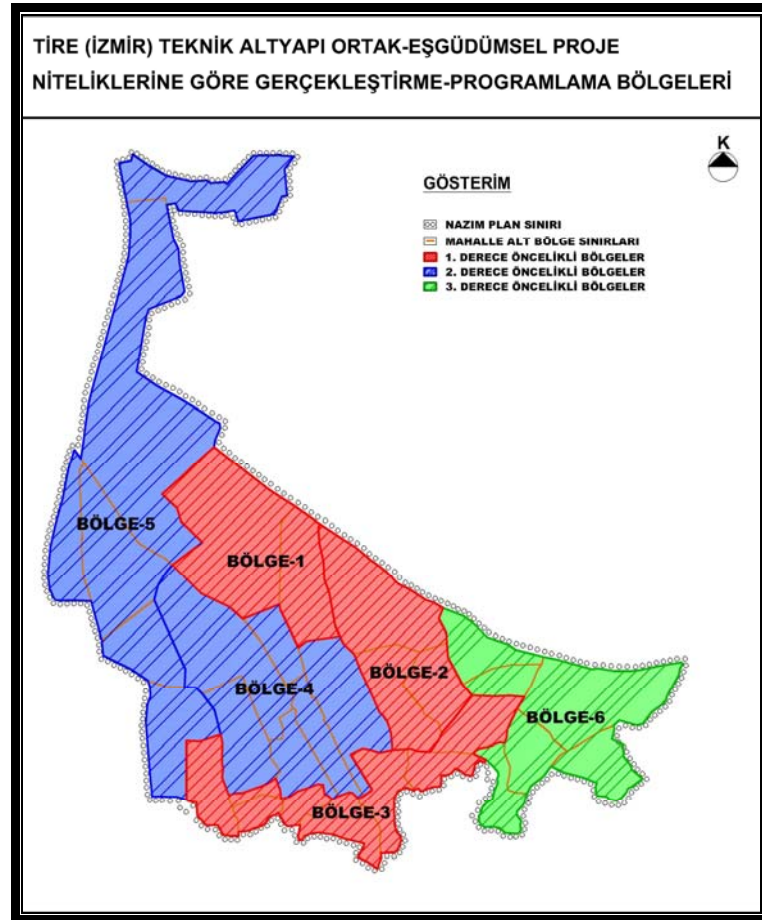 TİRE (İZMİR) TEKNİK ALTYAPI ORTAK-EŞGÜDÜMSEL PROJE
NİTELİKLERİNE GÖRE GERÇEKLEŞTİRME-PROGRAMLAMA BÖLGELERİ
K
GÖSTERİM
NAZIM PLAN SINIRI
MAHALLE ALT BÖLGE SINIRLARI
1. DERECE ÖNCELİKLİ BÖLGELER
2. DERECE ÖNCELİKLİ BÖLGELER
3. DERECE ÖNCELİKLİ BÖLGELER
BÖLGE-5
BÖLGE-1
BÖLGE-2
BÖLGE-4
BÖLGE-6
BÖLGE-3